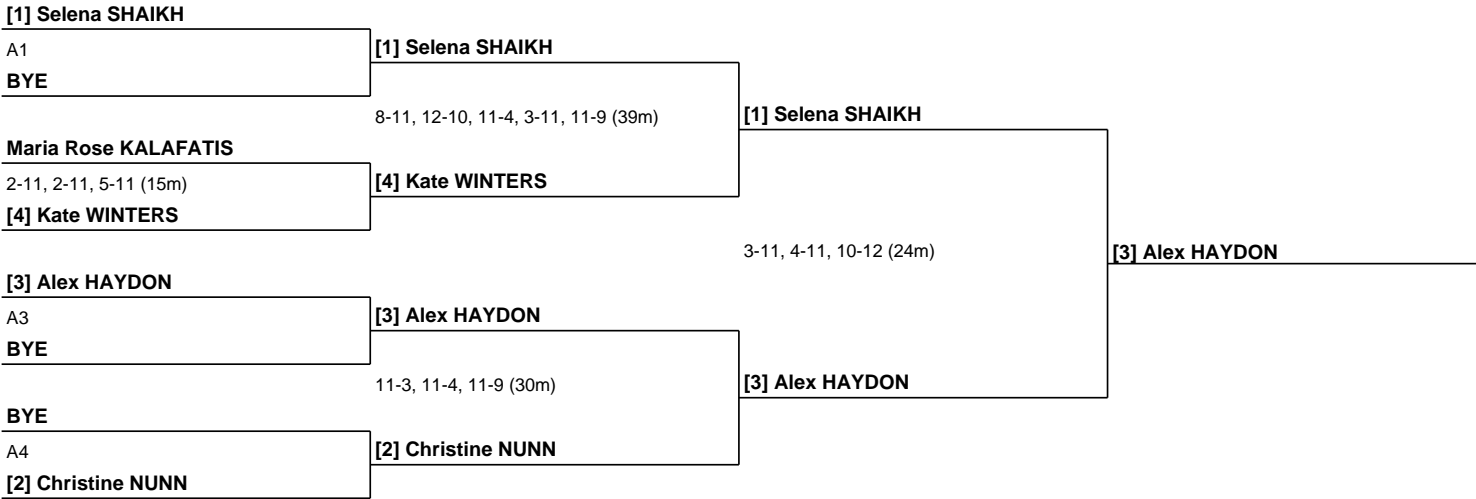 [1] Selena SHAIKH
A1
[1] Selena SHAIKH
BYE
8-11, 12-10, 11-4, 3-11, 11-9 (39m)
[1] Selena SHAIKH
Maria Rose KALAFATIS
2-11, 2-11, 5-11 (15m)
[4] Kate WINTERS
[4] Kate WINTERS
3-11, 4-11, 10-12 (24m)
[3] Alex HAYDON
[3] Alex HAYDON
A3
[3] Alex HAYDON
BYE
11-3, 11-4, 11-9 (30m)
[3] Alex HAYDON
BYE
A4
[2] Christine NUNN
[2] Christine NUNN